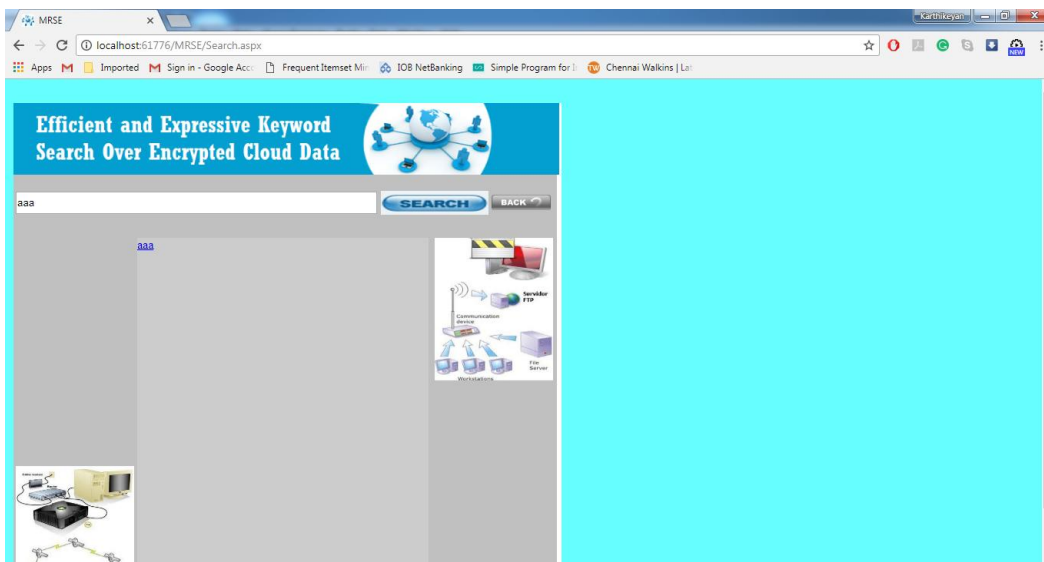 MRSE
Karthikeyan
localhost:61776/MRSE/Search.aspx
Apps
Imported
Sign in - Google Acc
Frequent Itemset Min
IOB NetBanking
Simple Program for
Chennai Walkins | Lat
NEW
Efficient and Expressive Keyword
Search Over Encrypted Cloud Data
aaa
SEARCH
BACK
aaa
Servidor
FTP
Communication
device
File
Server
Workstations